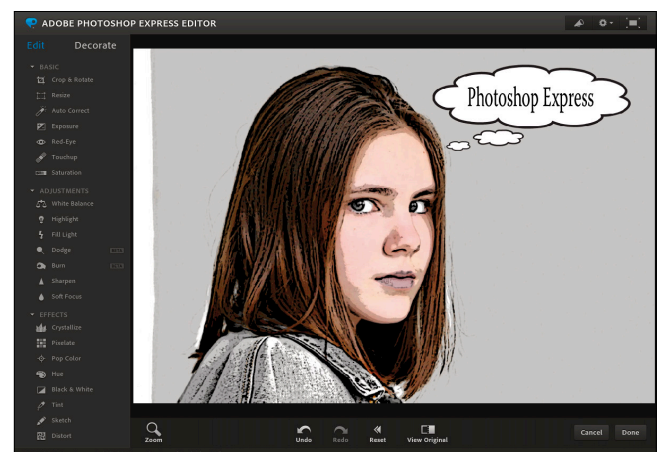 ADOBE PHOTOSHOP EXPRESS EDITOR
Edit Decorate
BASIC
Crop & Rotate
Resize
Auto Correct
Exposure
Red-Eye
Touchup
Saturation
ADJUSTMENTS
White Balance
Highlight
Fill Light
Dodge
Burn
Sharpen
Soft Focus
EFFECTS
Crystallize
Pixelate
Pop Color
Hue
Black & White
Tint
Sketch
Distort
Photoshop Express
Zoom Undo Redo Reset View Original Cancel Done